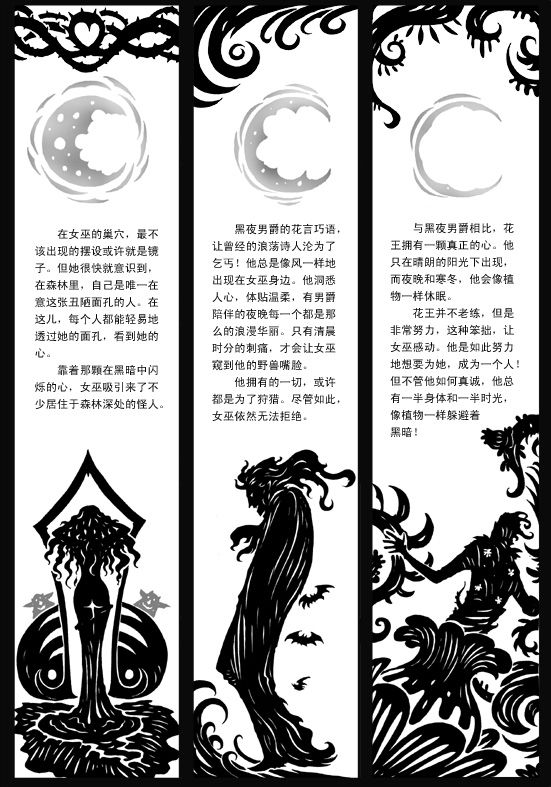 在女巫的巢穴，最不
该出现的摆设或许就是镜
子。但她很快就意识到，
在森林里，自己是唯一在
意这张丑陋面孔的人。在
这儿，每个人都能轻易地
透过她的面孔，看到她的
心。
靠着那颗在黑暗中闪
烁的心，女巫吸引来了不
少居住于森林深处的怪人。
黑夜男爵的花言巧语，
让曾经的浪荡诗人沦为了
乞丐！他总是像风一样地
出现在女巫身边。他洞悉
人心，体贴温柔，有男爵
陪伴的夜晚每一个都是那
么的浪漫华丽。只有清晨
时分的刺痛，才会让女巫
窥到他的野兽嘴脸。
他拥有的一切，或许
都是为了狩猎。尽管如此，
女巫依然无法拒绝。
与黑夜男爵相比，花
王拥有一颗真正的心。他
只在晴朗的阳光下出现，
而夜晚和寒冬，他会像植
物一样休眠。
花王并不老练，但是
非常努力，这种笨拙，让
女巫感动。他是如此努力
地想要为她，成为一个人！
但不管他如何真诚，他总
有一半身体和一半时光，
像植物一样躲避着
黑暗！